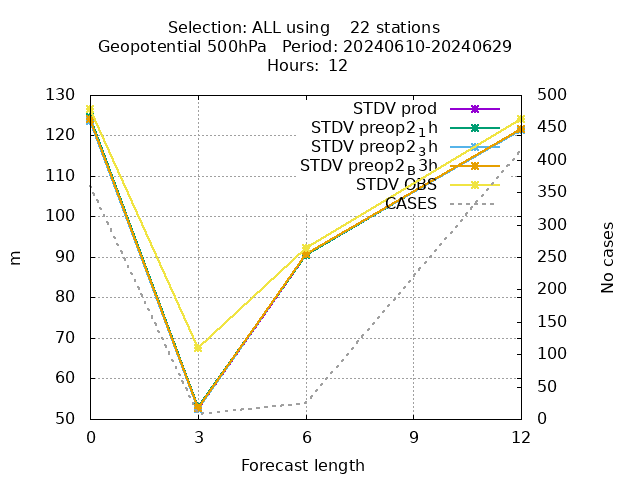 Selection: ALL using    22 stations
Geopotential 500hPa   Period: 20240610-20240629
Hours:  12
130
120
110
100
90
80
70
60
50
500
450
400
350
300
250
200
150
100
50
0
STDV prod
STDV preop2₁h
STDV preop2₃h
STDV preop2_B3h
STDV OBS
CASES
m
No cases
0 3 6 9 12
Forecast length